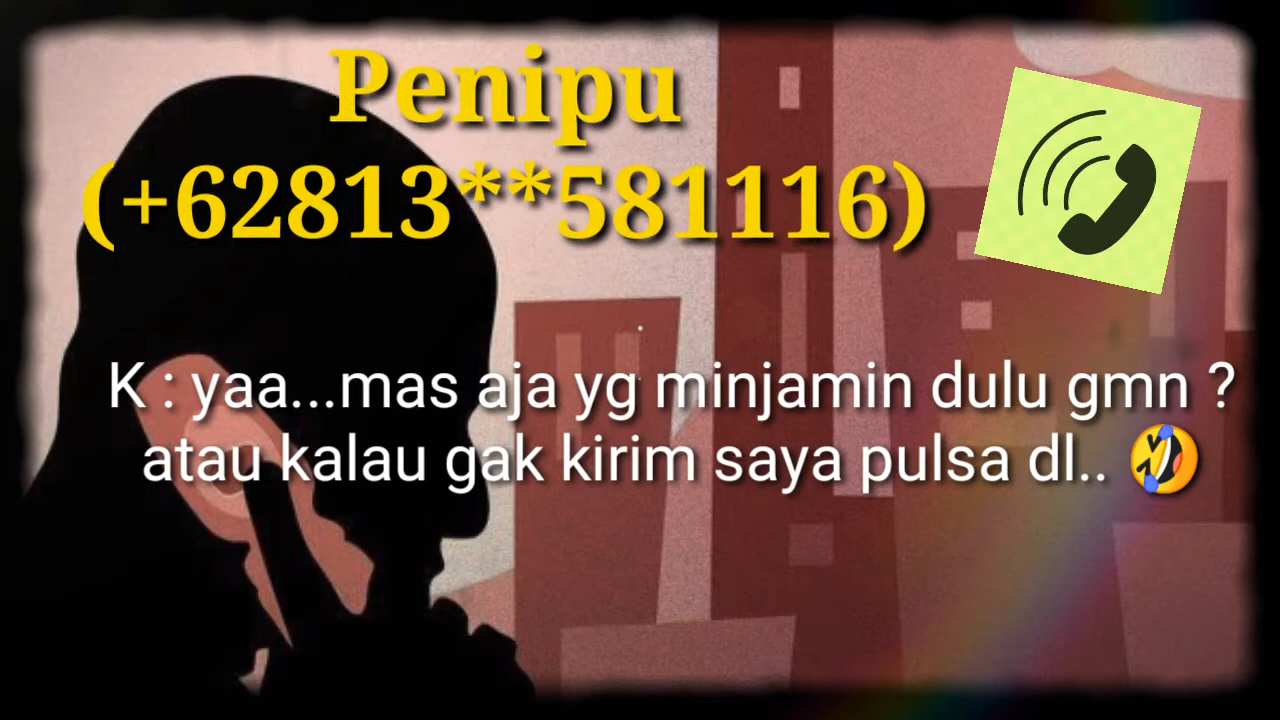 Penipu
(+62813**581116)
K : yaa...mas aja yg minjamin dulu gmn ?
atau kalau gak kirim saya pulsa dl.. 🤣